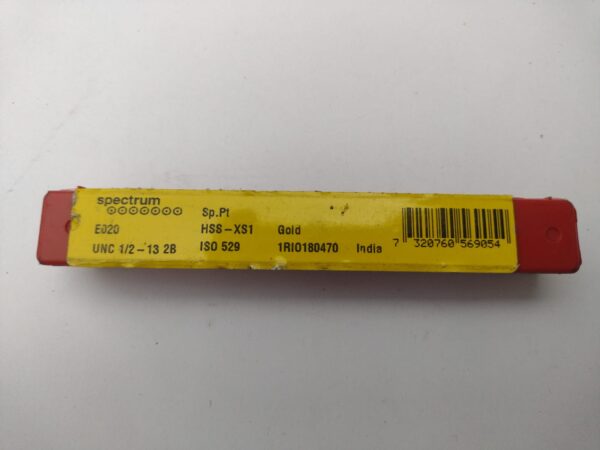 spectrum
Sp.Pt
E020 HSS-XS1 Gold
UNC 1/2-13 2B ISO 529 1RI0180470 India
7 320760 569054